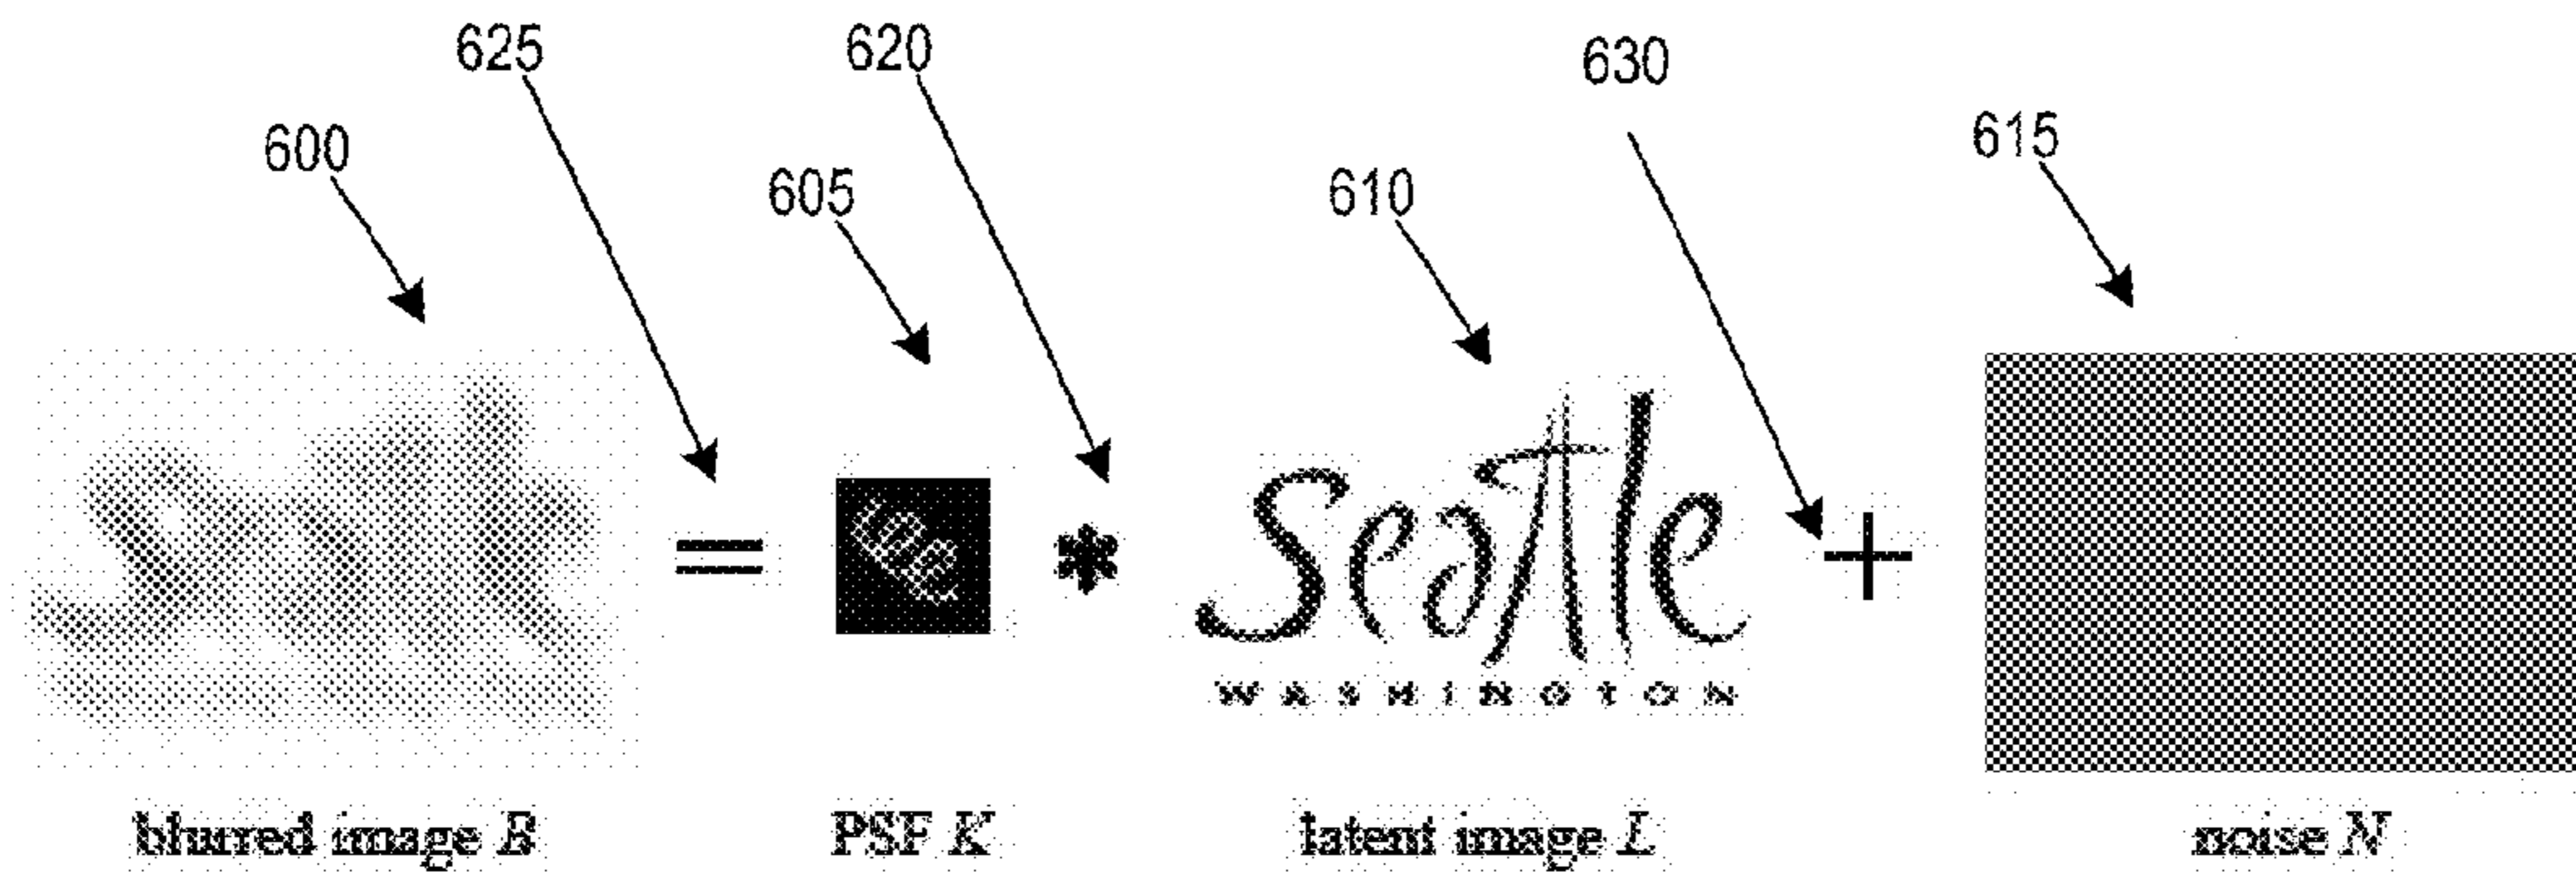 625 620 630
600 615
605 610
= * +
Seattle
WASHINGTON
blurred image B PSF K latent image L noise N